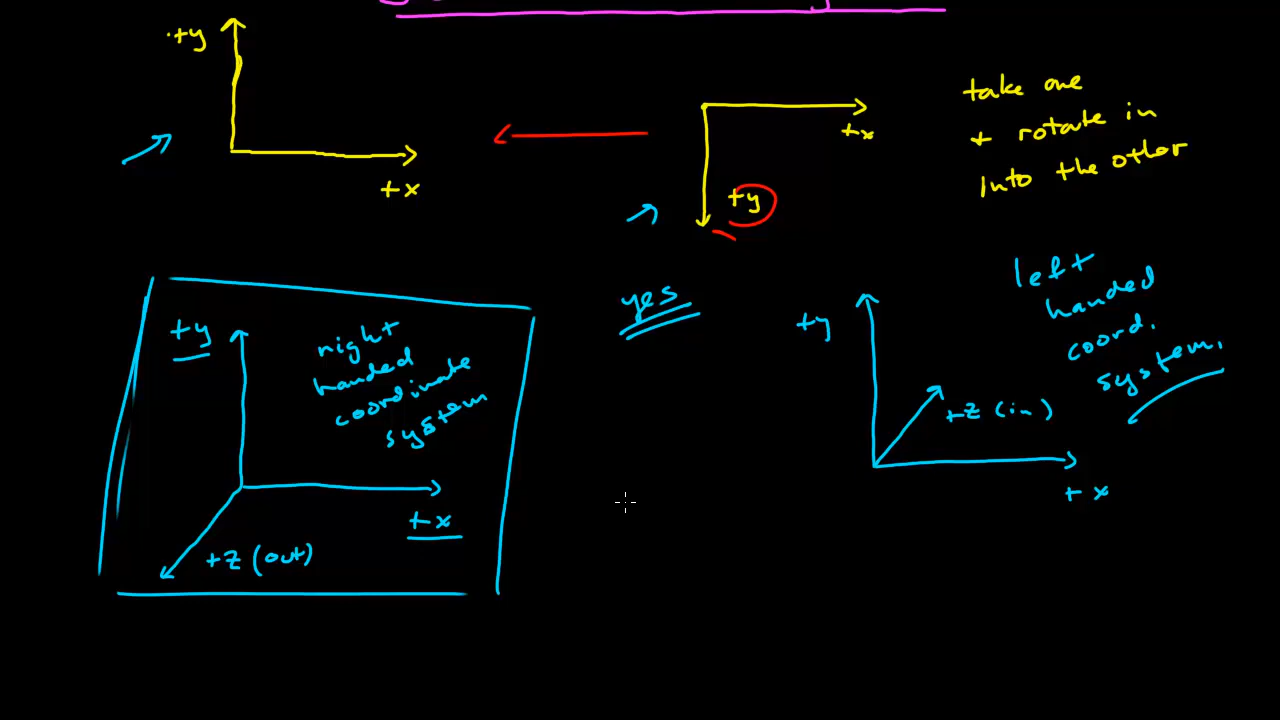 +y
+x
+x
+y
take one
+ rotate in
into the other
yes
+y
right
handed
coordinate
system
+x
+z (out)
+y
+z (in)
+x
left
handed
coord.
system.